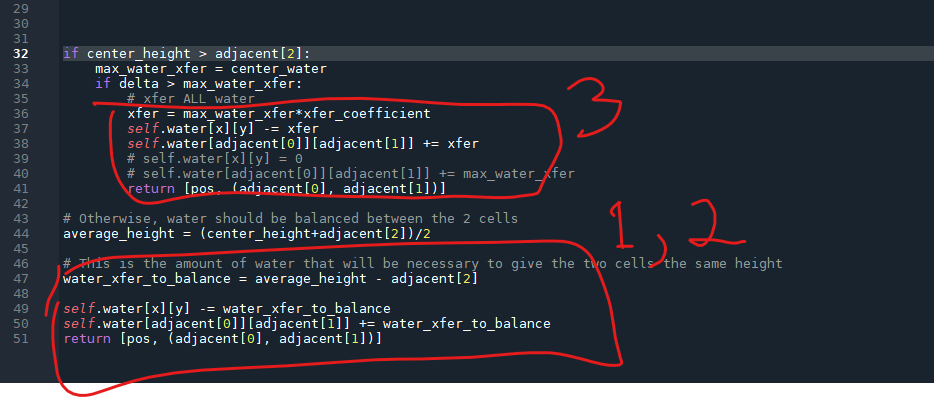 29
30
31
32 if center_height > adjacent[2]:
33 max_water_xfer = center_water
34 if delta > max_water_xfer:
35 # xfer ALL water
36 xfer = max_water_xfer*xfer_coefficient
37 self.water[x][y] -= xfer
38 self.water[adjacent[0]][adjacent[1]] += xfer
39 # self.water[x][y] = 0
40 # self.water[adjacent[0]][adjacent[1]] += max_water_xfer
41 return [pos, (adjacent[0], adjacent[1])]
3
42
43 # Otherwise, water should be balanced between the 2 cells
44 average_height = (center_height+adjacent[2])/2
45
46 # This is the amount of water that will be necessary to give the two cells the same height
47 water_xfer_to_balance = average_height - adjacent[2]
48
49 self.water[x][y] -= water_xfer_to_balance
50 self.water[adjacent[0]][adjacent[1]] += water_xfer_to_balance
51 return [pos, (adjacent[0], adjacent[1])]
1, 2